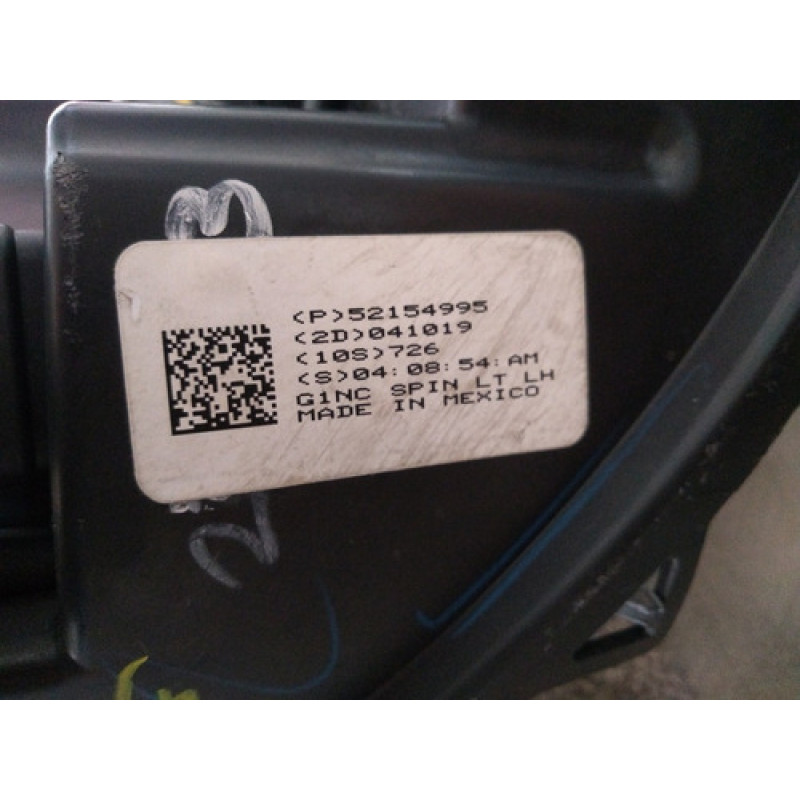 (P)52154995
(2D)041019
(10S)726
(S)04:08:54:AM
G1NC SPIN LT LH
MADE IN MEXICO